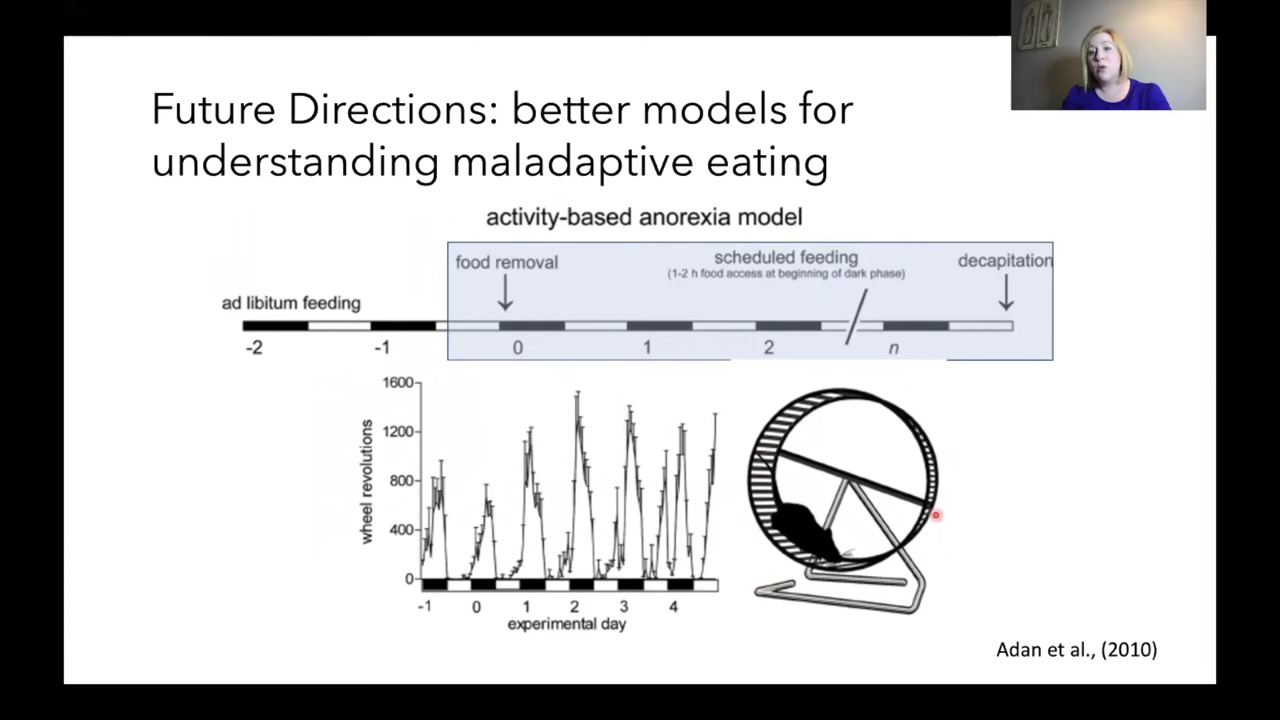 Future Directions: better models for
understanding maladaptive eating
activity-based anorexia model
food removal
scheduled feeding
(1-2 h food access at beginning of dark phase)
decapitation
ad libitum feeding
-2 -1 0 1 2 n
1600
1200
800
400
0
wheel revolutions
-1 0 1 2 3 4
experimental day
Adan et al., (2010)